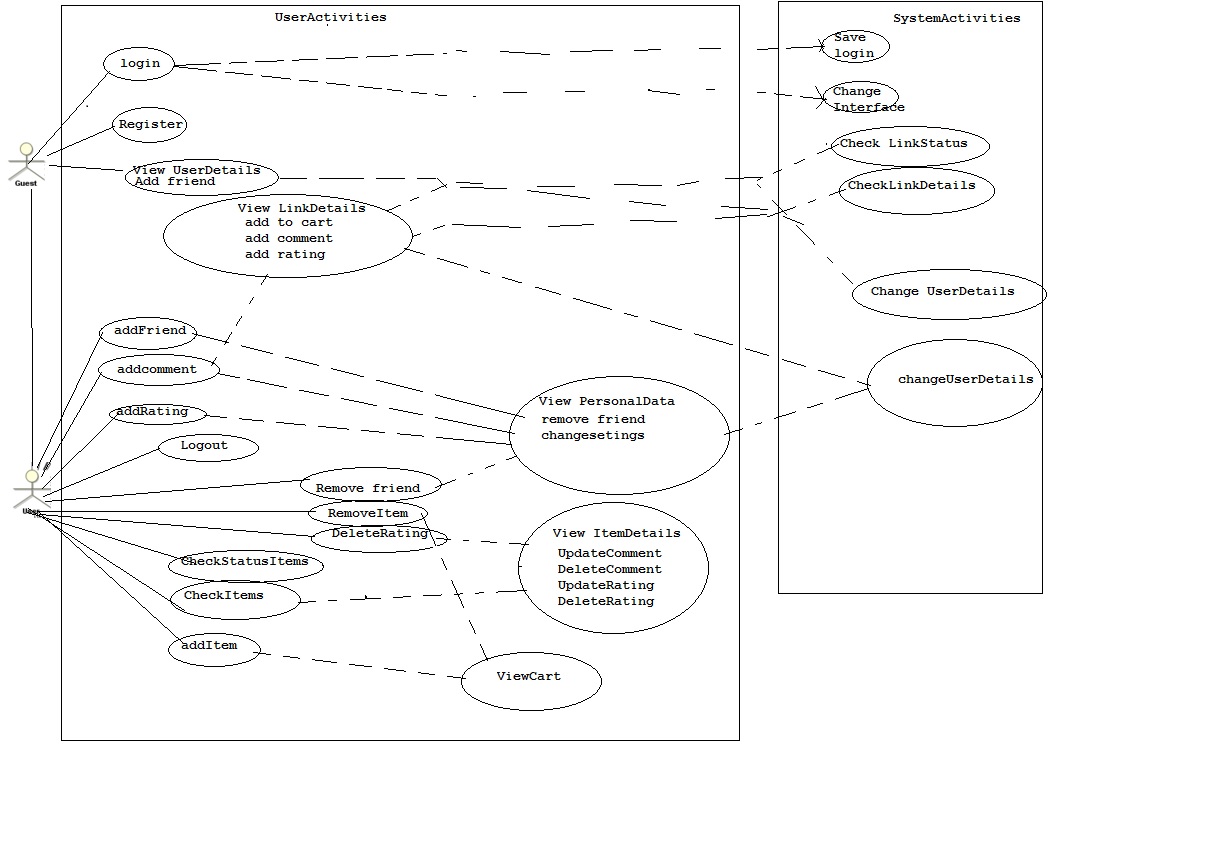 UserActivities
SystemActivities
Save
login
login
Change
Interface
Register
Check LinkStatus
View UserDetails
Add friend
CheckLinkDetails
Guest
View LinkDetails
add to cart
add comment
add rating
Change UserDetails
addFriend
addcomment
changeUserDetails
View PersonalData
remove friend
changesetings
addRating
Logout
Remove friend
User
RemoveItem
DeleteRating
View ItemDetails
UpdateComment
DeleteComment
UpdateRating
DeleteRating
CheckStatusItems
CheckItems
addItem
ViewCart